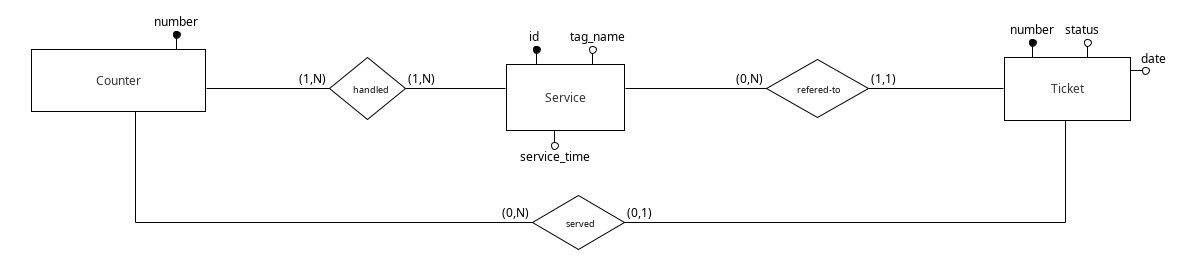 number
Counter
(1,N)
handled
(1,N)
id
tag_name
Service
service_time
(0,N)
refered-to
(1,1)
number
status
date
Ticket
(0,N)
served
(0,1)